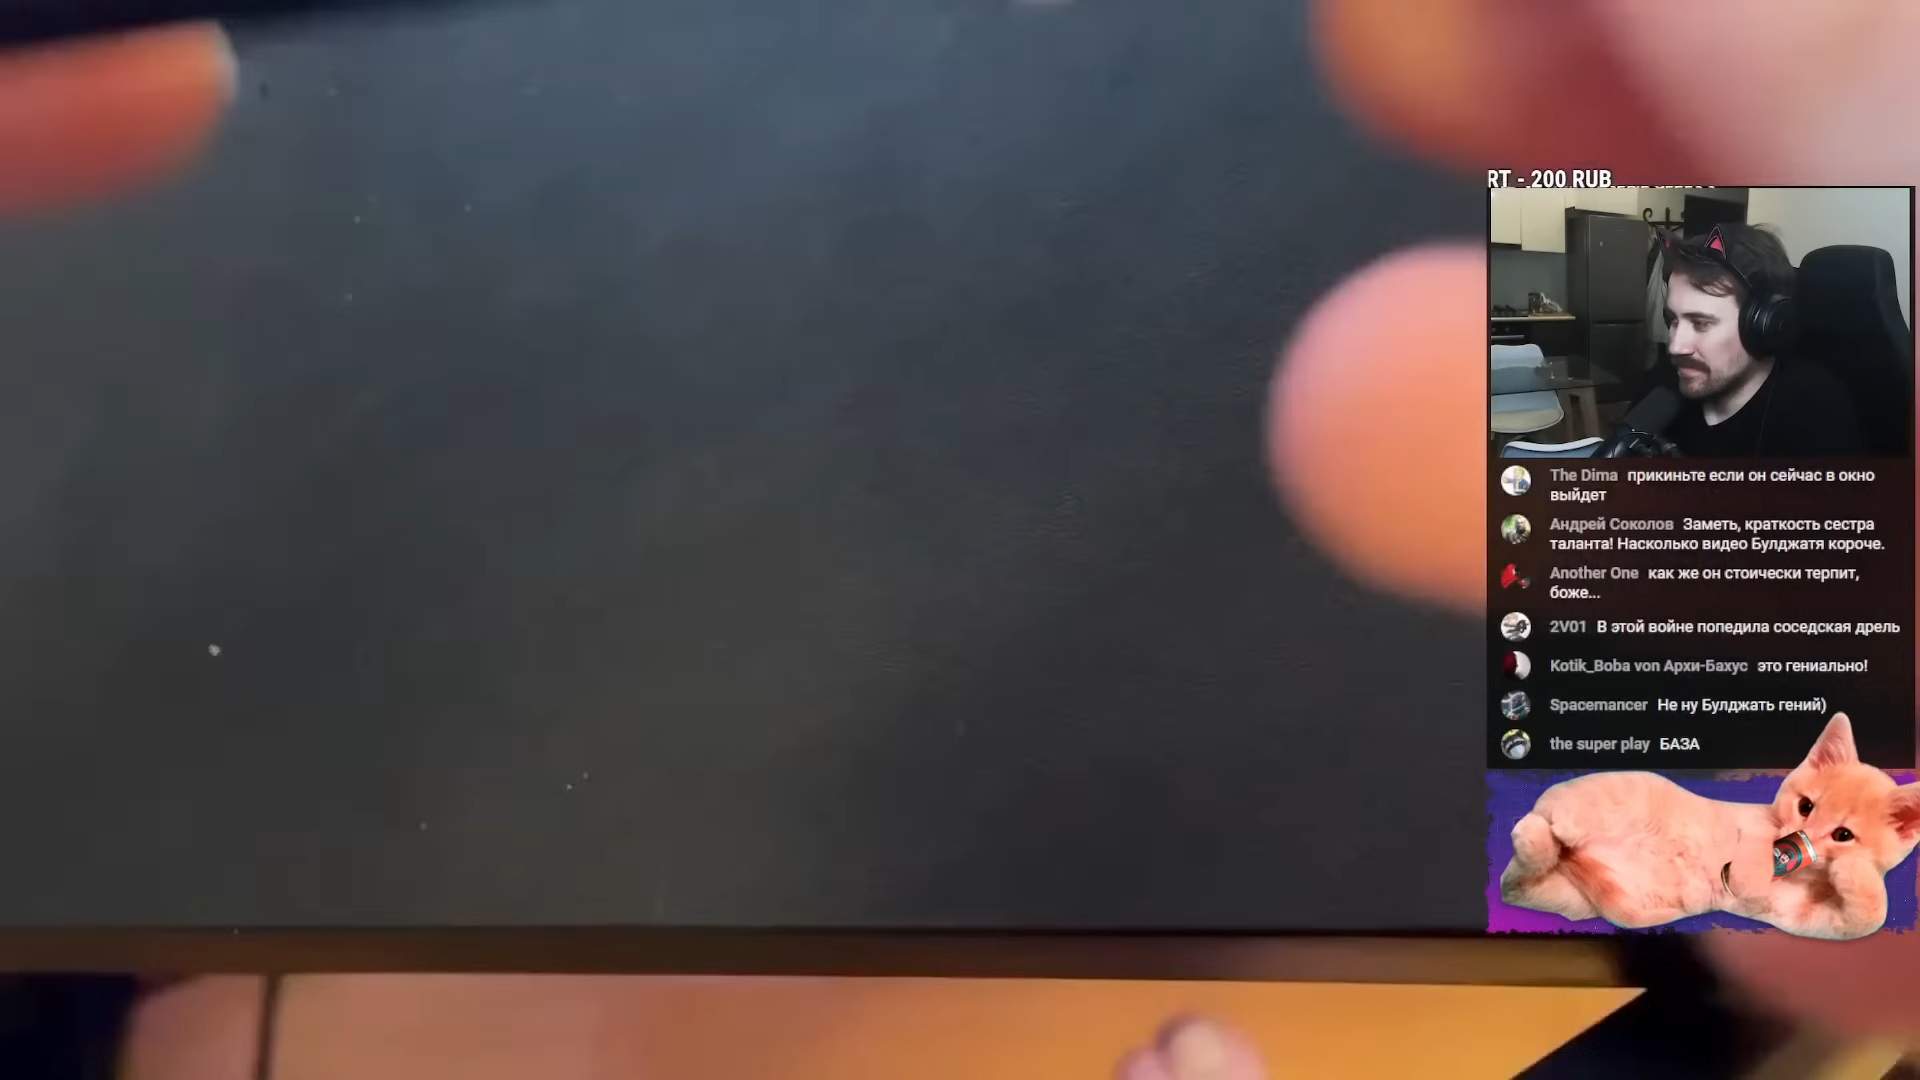 RT - 200 RUB
The Dima прикиньте если он сейчас в окно
выйдет
Андрей Соколов Заметь, краткость сестра
таланта! Насколько видео Булджатя короче.
Another One как же он стоически терпит,
боже...
2V01 В этой войне попедила соседская дрель
Kotik_Boba von Архи-Бахус это гениально!
Spacemancer Не ну Булджать гений)
the super play БАЗА